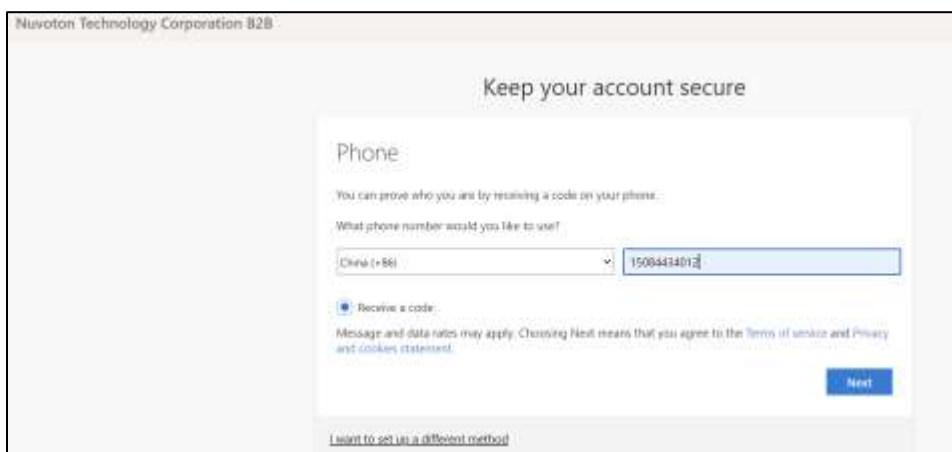 Nuvoton Technology Corporation B2B
Keep your account secure
Phone
You can prove who you are by receiving a code on your phone.
What phone number would you like to use?
China (+86)
15084434012
Receive a code
Message and data rates may apply. Choosing Next means that you agree to the Terms of service and Privacy
and cookies statement.
Next
I want to set up a different method